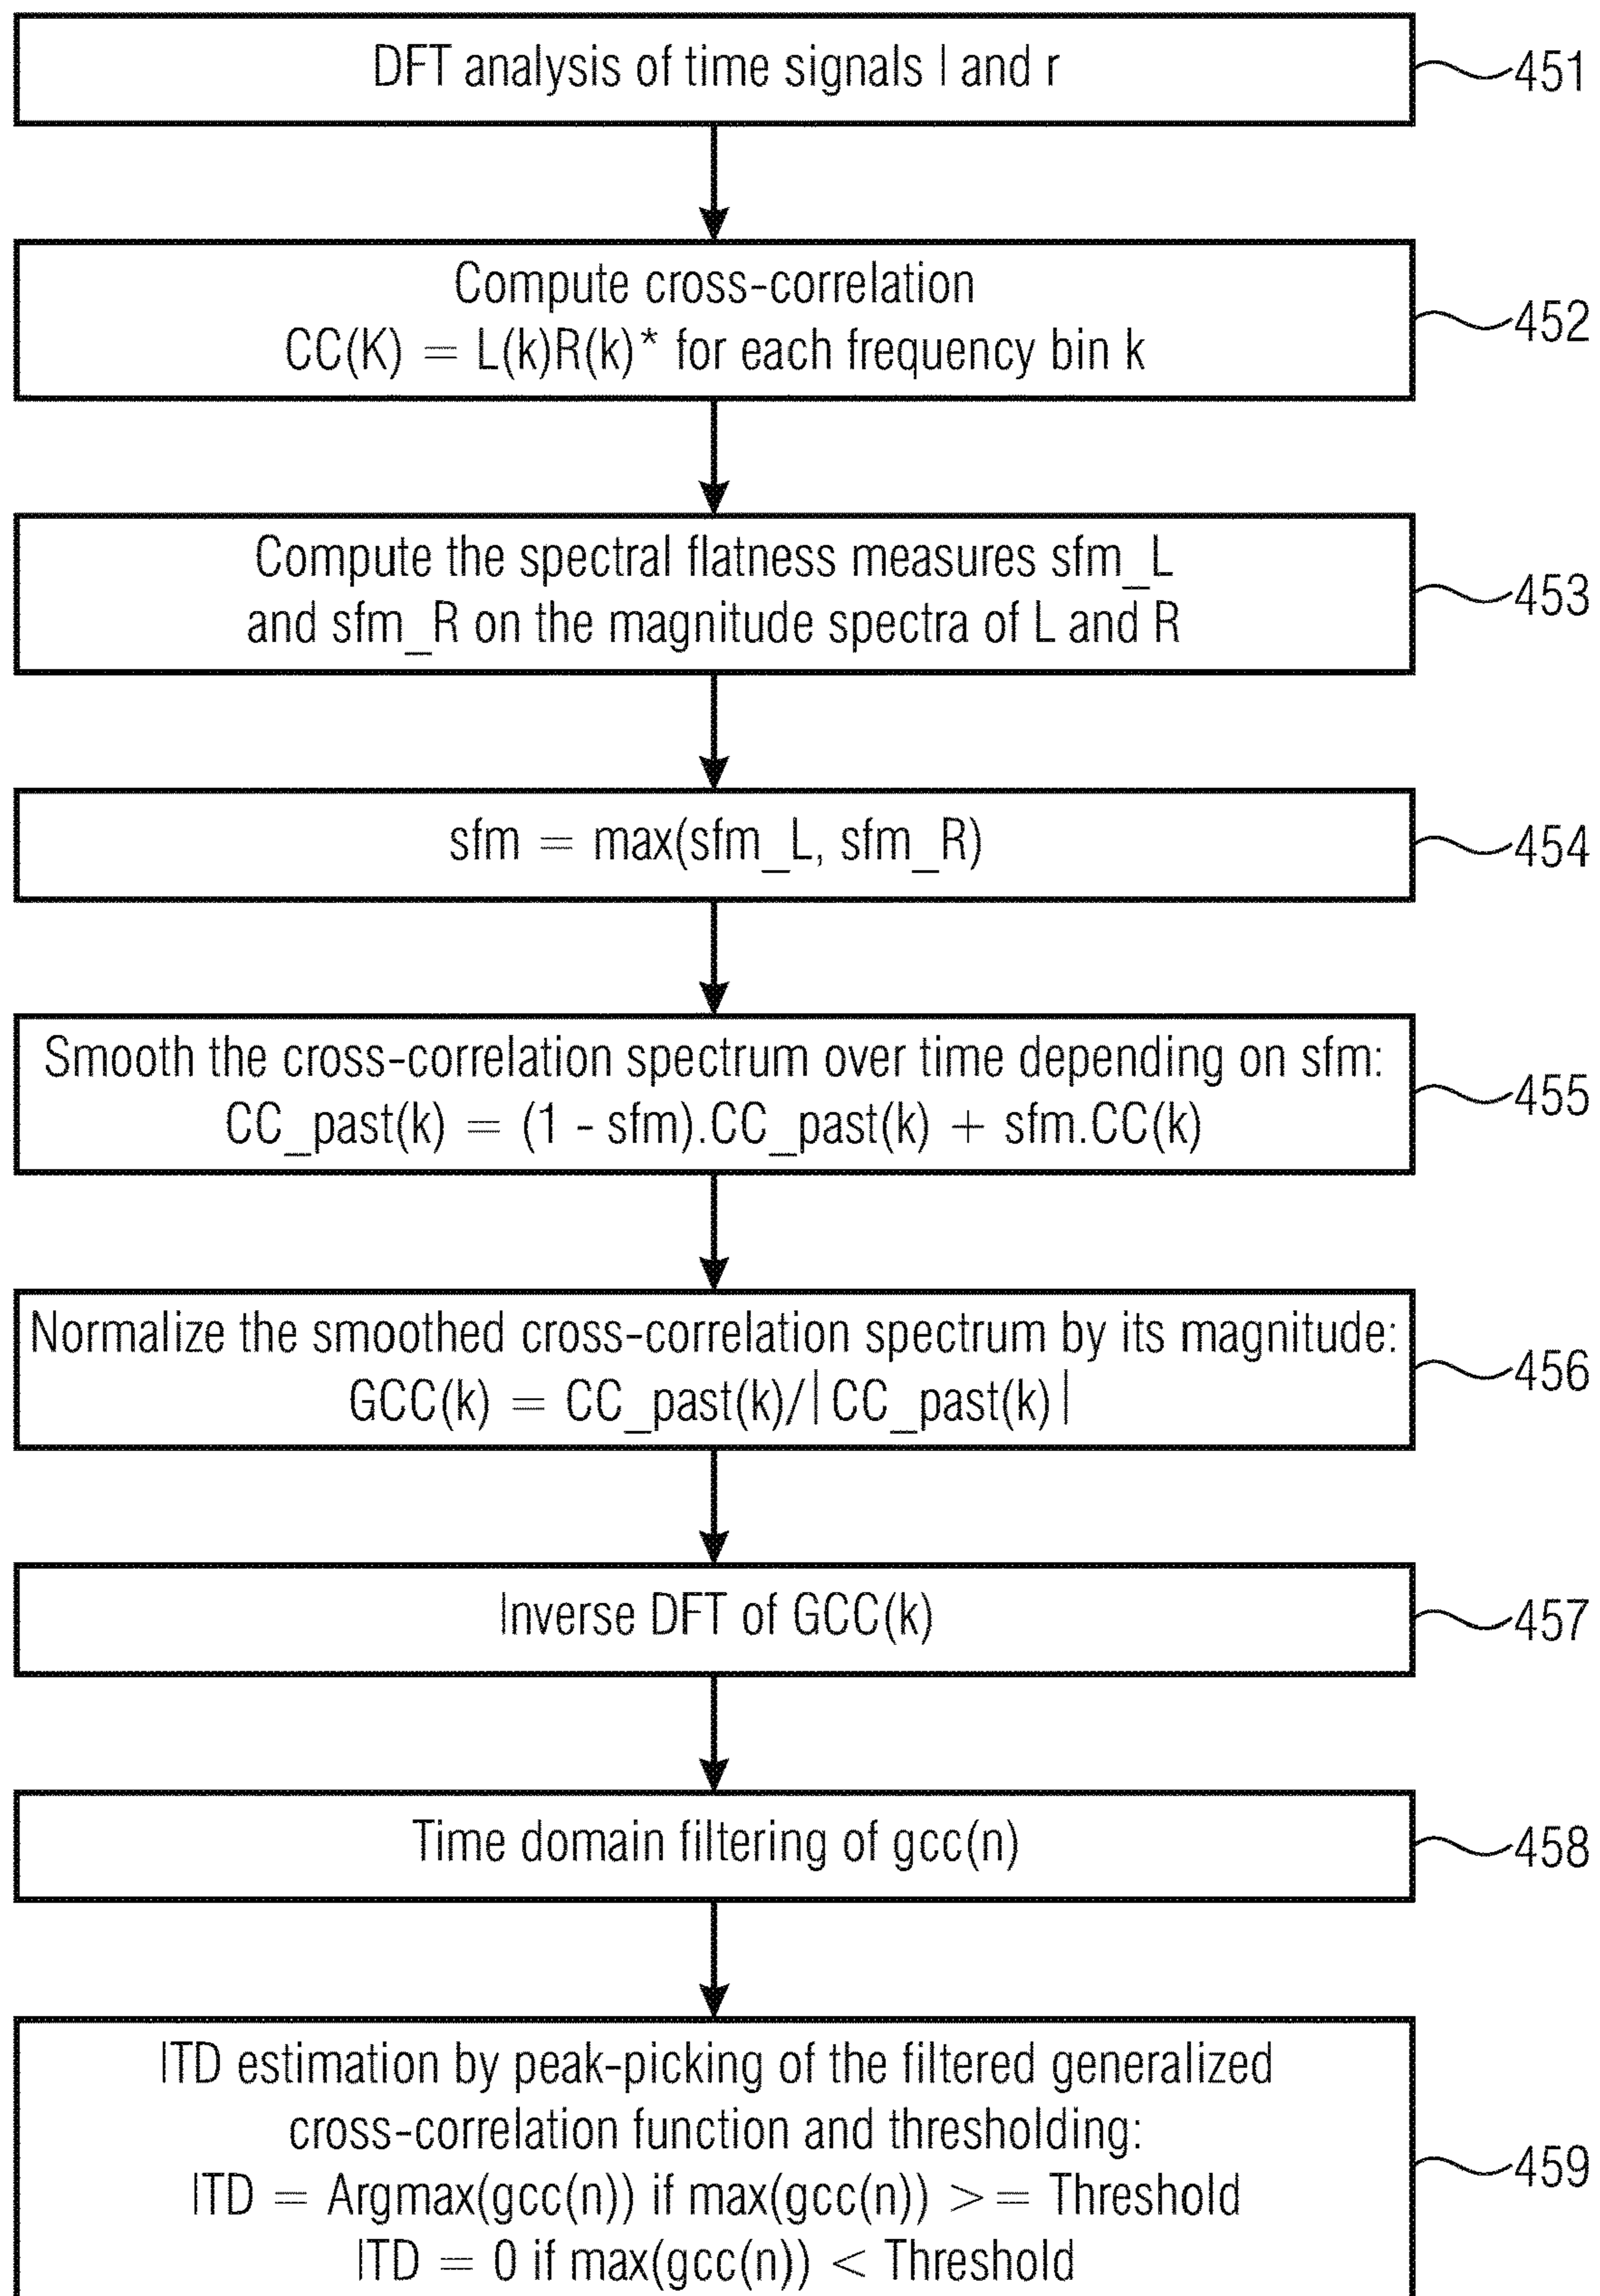 DFT analysis of time signals l and r
451
Compute cross-correlation
CC(K) = L(k)R(k)* for each frequency bin k
452
Compute the spectral flatness measures sfm_L
and sfm_R on the magnitude spectra of L and R
453
sfm = max(sfm_L, sfm_R)
454
Smooth the cross-correlation spectrum over time depending on sfm:
CC_past(k) = (1 - sfm).CC_past(k) + sfm.CC(k)
455
Normalize the smoothed cross-correlation spectrum by its magnitude:
GCC(k) = CC_past(k)/|CC_past(k)|
456
Inverse DFT of GCC(k)
457
Time domain filtering of gcc(n)
458
ITD estimation by peak-picking of the filtered generalized
cross-correlation function and thresholding:
ITD = Argmax(gcc(n)) if max(gcc(n)) >= Threshold
ITD = 0 if max(gcc(n)) < Threshold
459